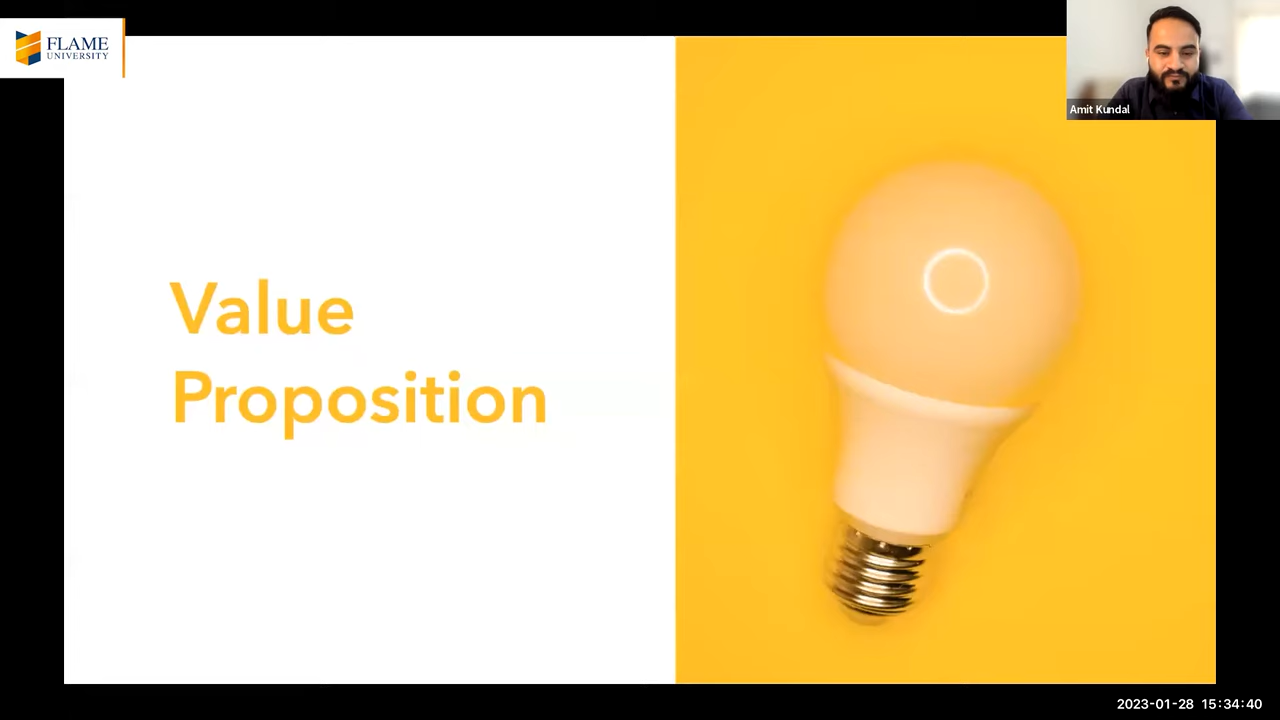 FLAME
UNIVERSITY
Amit Kundal
Value
Proposition
2023-01-28 15:34:40